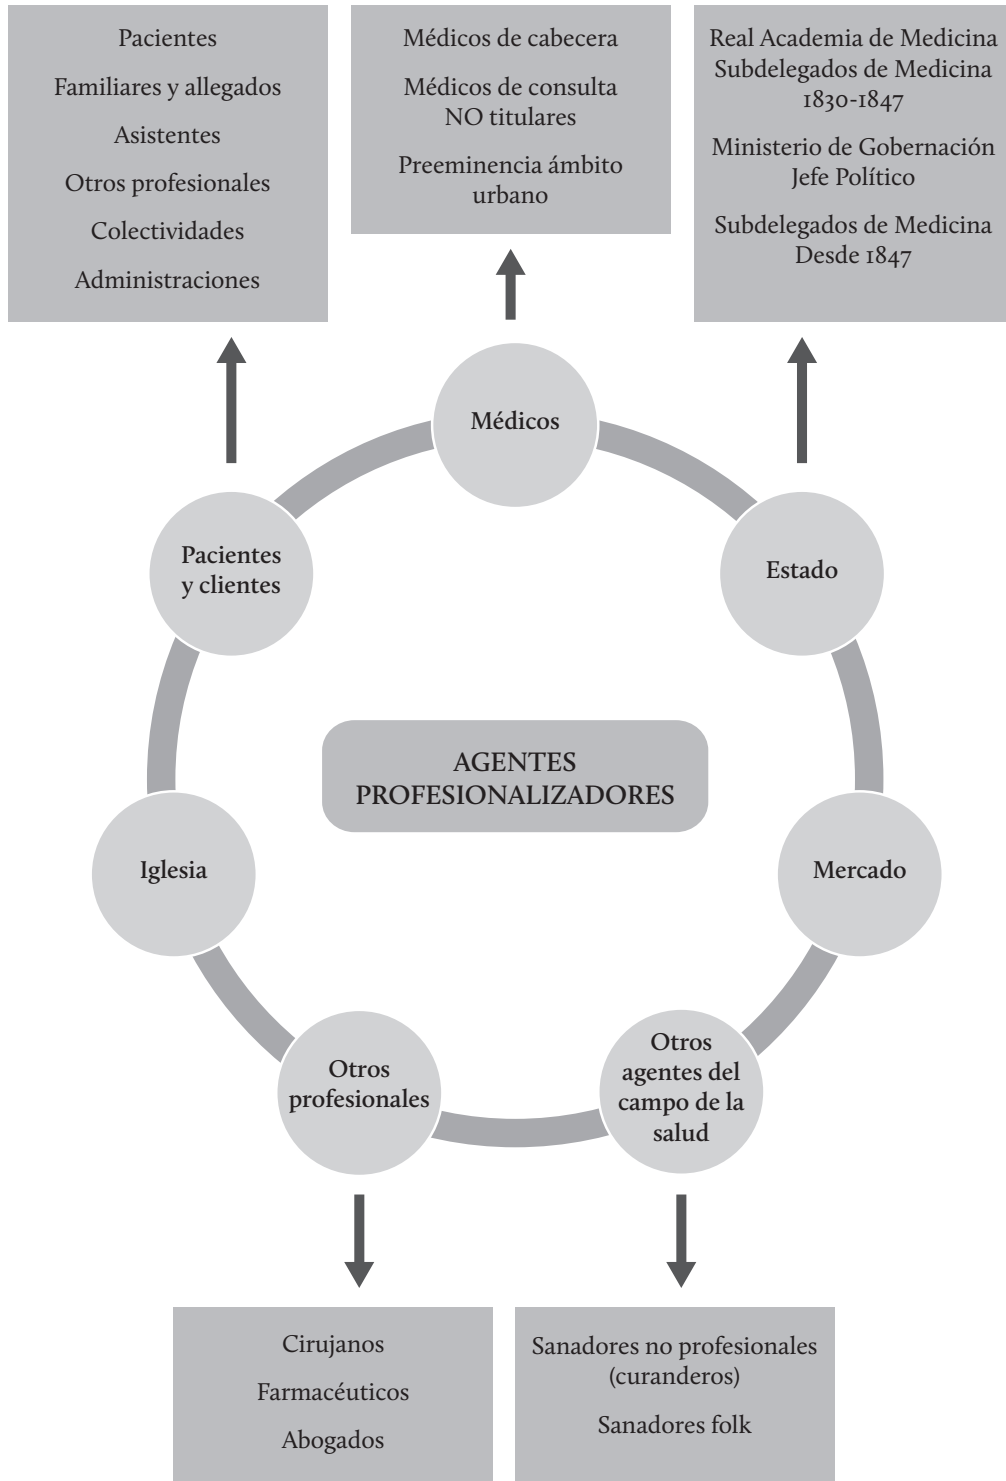 Pacientes
Familiares y allegados
Asistentes
Otros profesionales
Colectividades
Administraciones
Médicos de cabecera
Médicos de consulta
NO titulares
Preeminencia ámbito
urbano
Real Academia de Medicina
Subdelegados de Medicina
1830-1847
Ministerio de Gobernación
Jefe Político
Subdelegados de Medicina
Desde 1847
Médicos
Pacientes
y clientes
Estado
AGENTES
PROFESIONALIZADORES
Iglesia
Mercado
Otros
profesionales
Otros
agentes del
campo de la
salud
Cirujanos
Farmacéuticos
Abogados
Sanadores no profesionales
(curanderos)
Sanadores folk